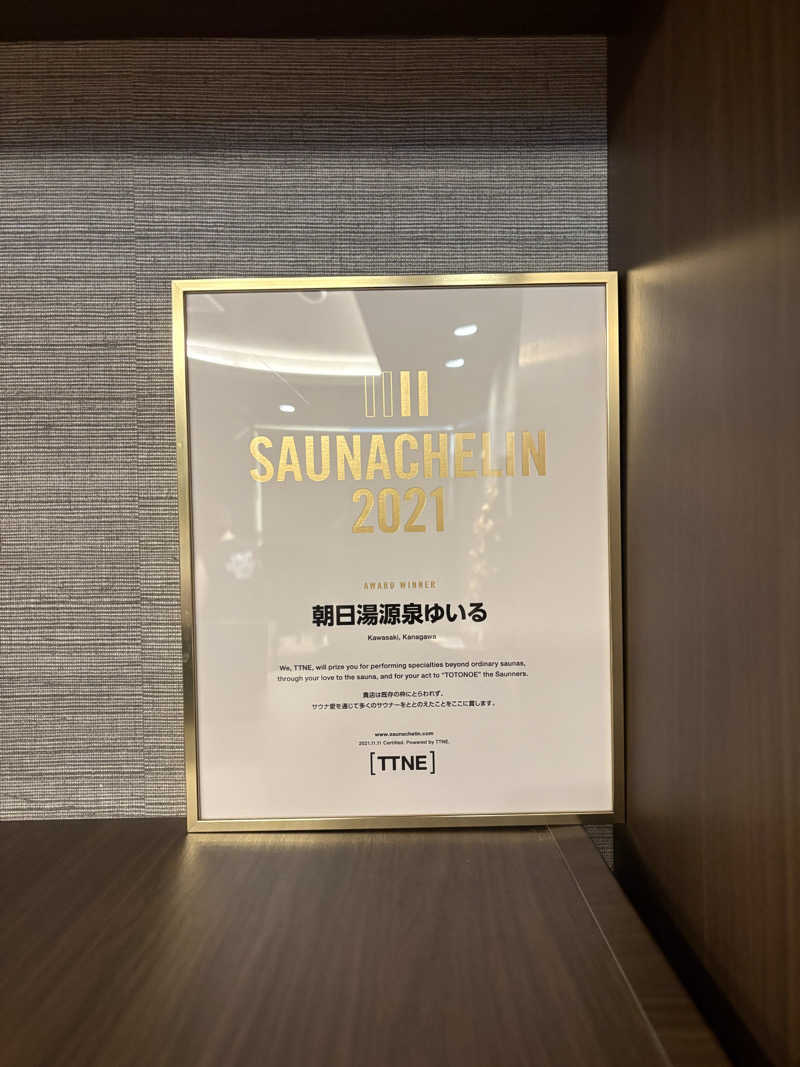 SAUNACHELIN
2021
AWARD WINNER
朝日湯源泉ゆいる
Kawasaki, Kanagawa
We, TTNE, will prize you for performing specialties beyond ordinary saunas,
through your love to the sauna, and for your act to "TOTONOE" the Saunners.
貴店は既存の枠にとらわれず、
サウナ愛を通じて多くのサウナーをととのえたことをここに賞します。
www.saunachelin.com
2021.11.11 Certified. Powered by TTNE.
[TTNE]